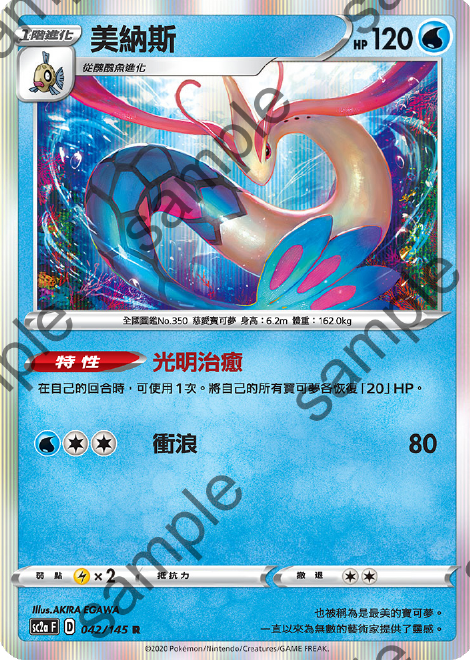 1階進化
美納斯
HP 120
從醜醜魚進化
全國圖鑑No.350 慈愛寶可夢 身高：6.2m 體重：162.0kg
特性 光明治癒
在自己的回合時，可使用1次。將自己的所有寶可夢各恢復「20」HP。
衝浪 80
弱點 ×2 抵抗力 撤退
Illus.AKIRA EGAWA
sc2a F D 042/145 R
也被稱為是最美的寶可夢。
一直以來為無數的藝術家提供了靈感。
©2020 Pokémon/Nintendo/Creatures/GAME FREAK.
sample
sample
sample
sample
sample
sample
sample
sample